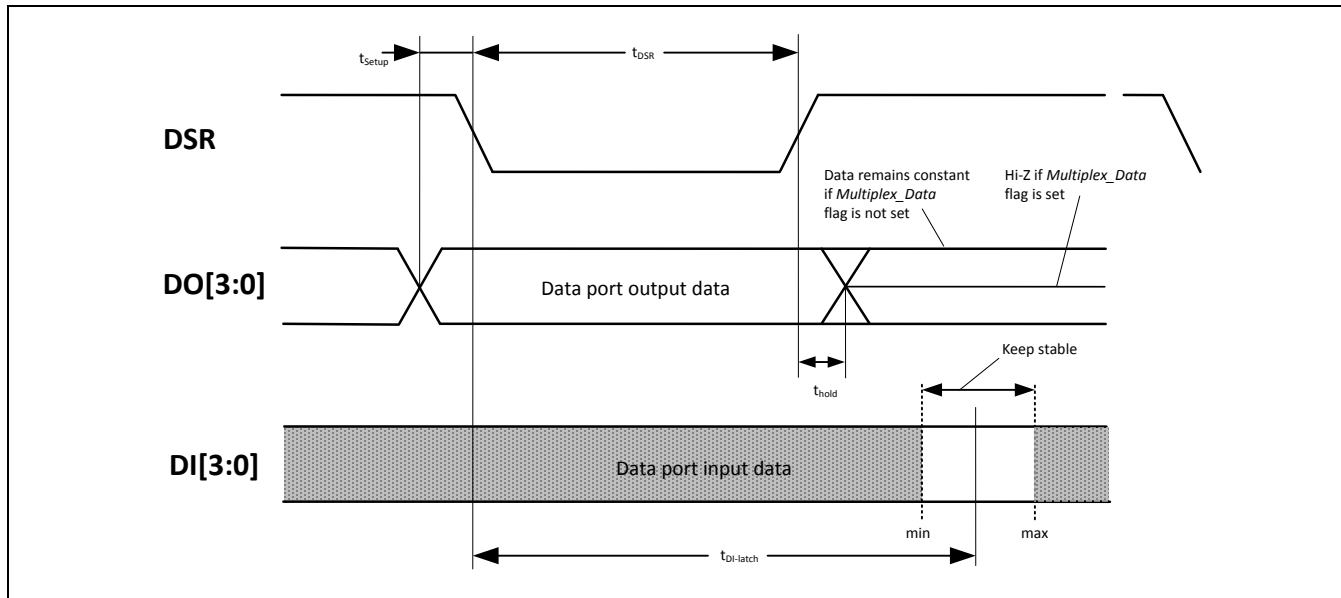 tSetup
tDSR
DSR
Data remains constant
if Multiplex_Data
flag is not set
Hi-Z if Multiplex_Data
flag is set
DO[3:0]
Data port output data
Keep stable
thold
DI[3:0]
Data port input data
min
max
tDI-latch